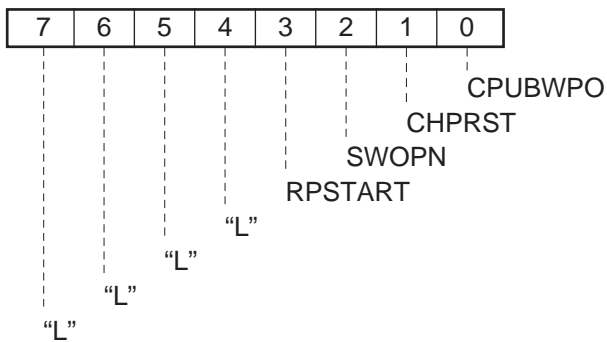 7 6 5 4 3 2 1 0
CPUBWPO
CHPRST
SWOPN
RPSTART
“L”
“L”
“L”
“L”